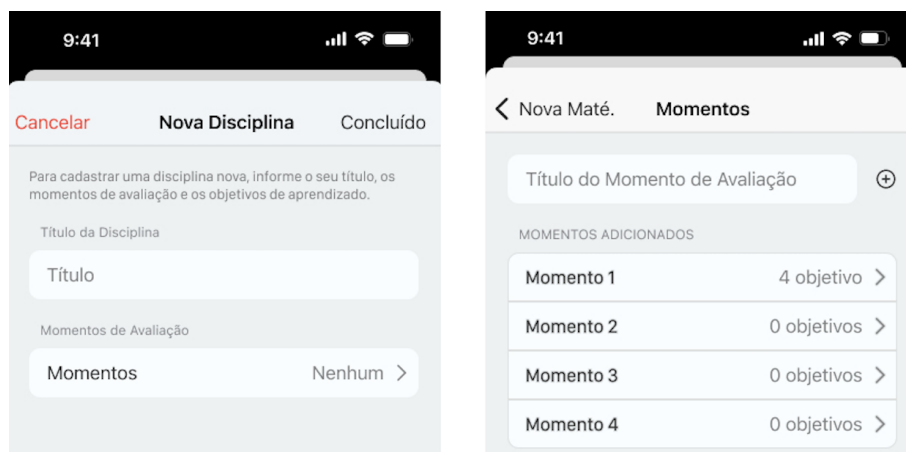 9:41
Cancelar Nova Disciplina Concluído
Para cadastrar uma disciplina nova, informe o seu título, os
momentos de avaliação e os objetivos de aprendizado.
Título da Disciplina
Título
Momentos de Avaliação
Momentos Nenhum
9:41
Nova Maté. Momentos
Título do Momento de Avaliação
MOMENTOS ADICIONADOS
Momento 1 4 objetivo
Momento 2 0 objetivos
Momento 3 0 objetivos
Momento 4 0 objetivos